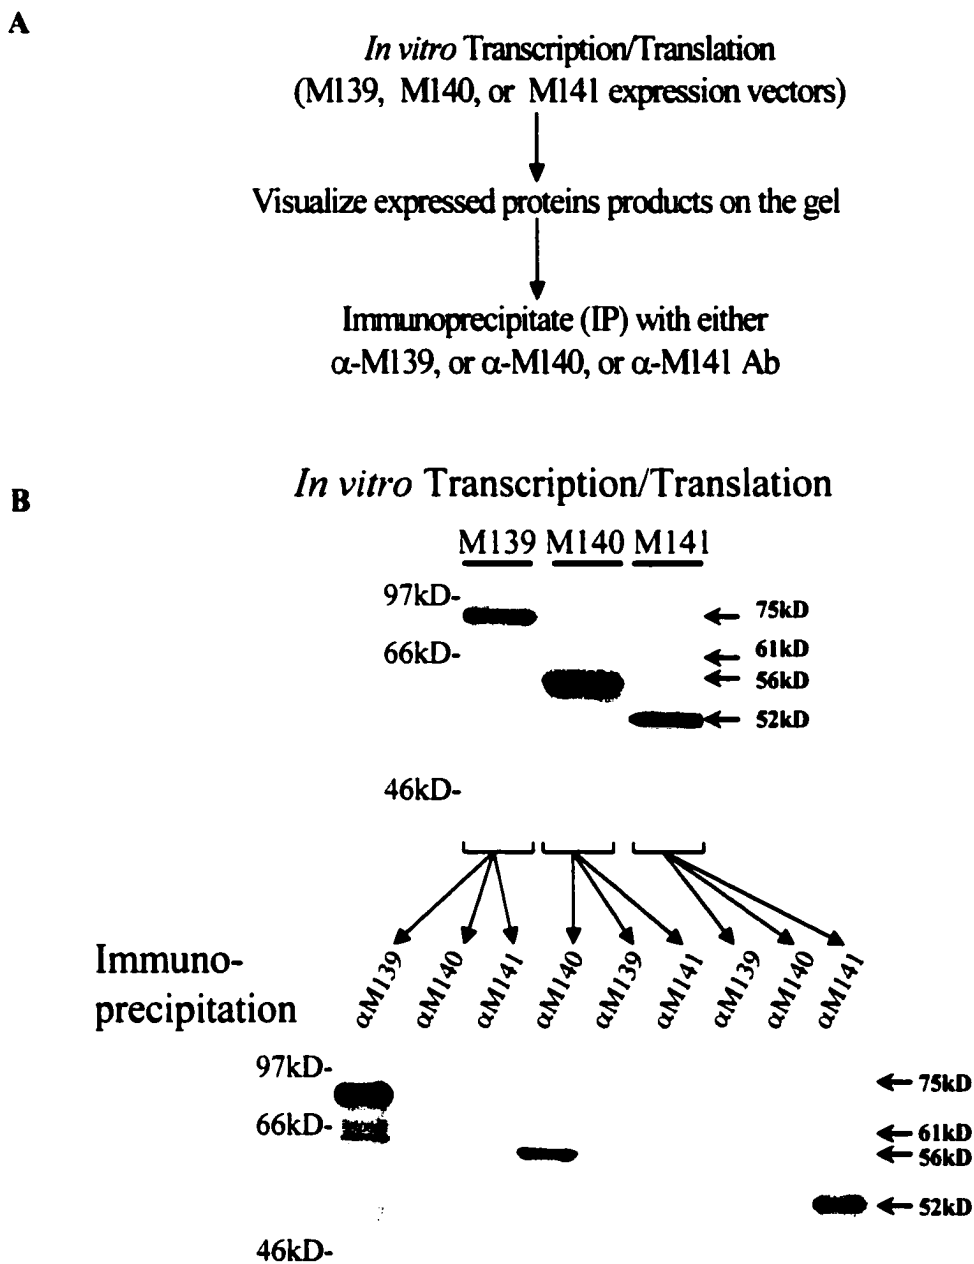 A
In vitro Transcription/Translation
(M139, M140, or M141 expression vectors)
Visualize expressed proteins products on the gel
Immunoprecipitate (IP) with either
α-M139, or α-M140, or α-M141 Ab
B
In vitro Transcription/Translation
M139 M140 M141
97kD-
75kD
66kD-
61kD
56kD
52kD
46kD-
Immuno-
precipitation
αM139
αM140
αM141
αM140
αM139
αM141
αM139
αM140
αM141
97kD-
75kD
66kD-
61kD
56kD
52kD
46kD-